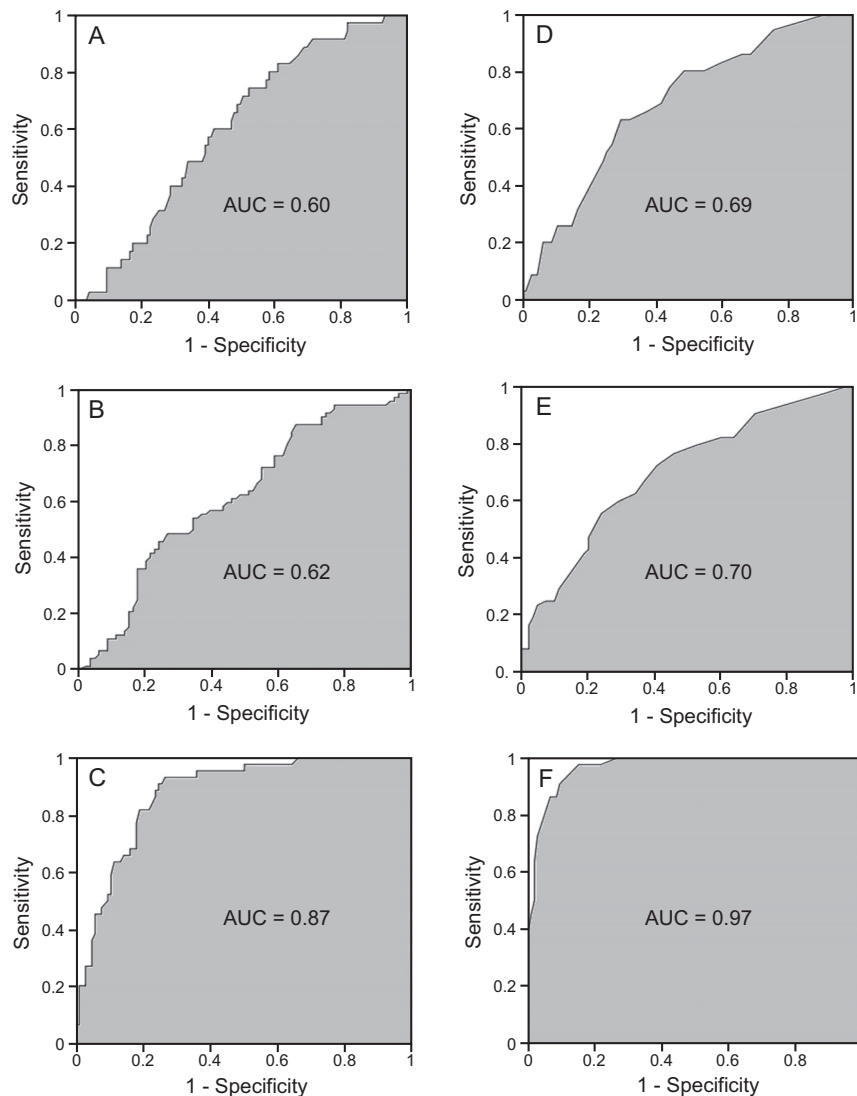 A
1
0.8
0.6
0.4
0.2
0
Sensitivity
AUC = 0.60
0 0.2 0.4 0.6 0.8 1
1 - Specificity
D
1
0.8
0.6
0.4
0.2
0
Sensitivity
AUC = 0.69
0 0.2 0.4 0.6 0.8 1
1 - Specificity
B
1
0.8
0.6
0.4
0.2
0
Sensitivity
AUC = 0.62
0 0.2 0.4 0.6 0.8 1
1 - Specificity
E
1
0.8
0.6
0.4
0.2
0.
Sensitivity
AUC = 0.70
0 0.2 0.4 0.6 0.8 1
1 - Specificity
C
1
0.8
0.6
0.4
0.2
0
Sensitivity
AUC = 0.87
0 0.2 0.4 0.6 0.8 1
1 - Specificity
F
1
0.8
0.6
0.4
0.2
0
Sensitivity
AUC = 0.97
0 0.2 0.4 0.6 0.8
1 - Specificity